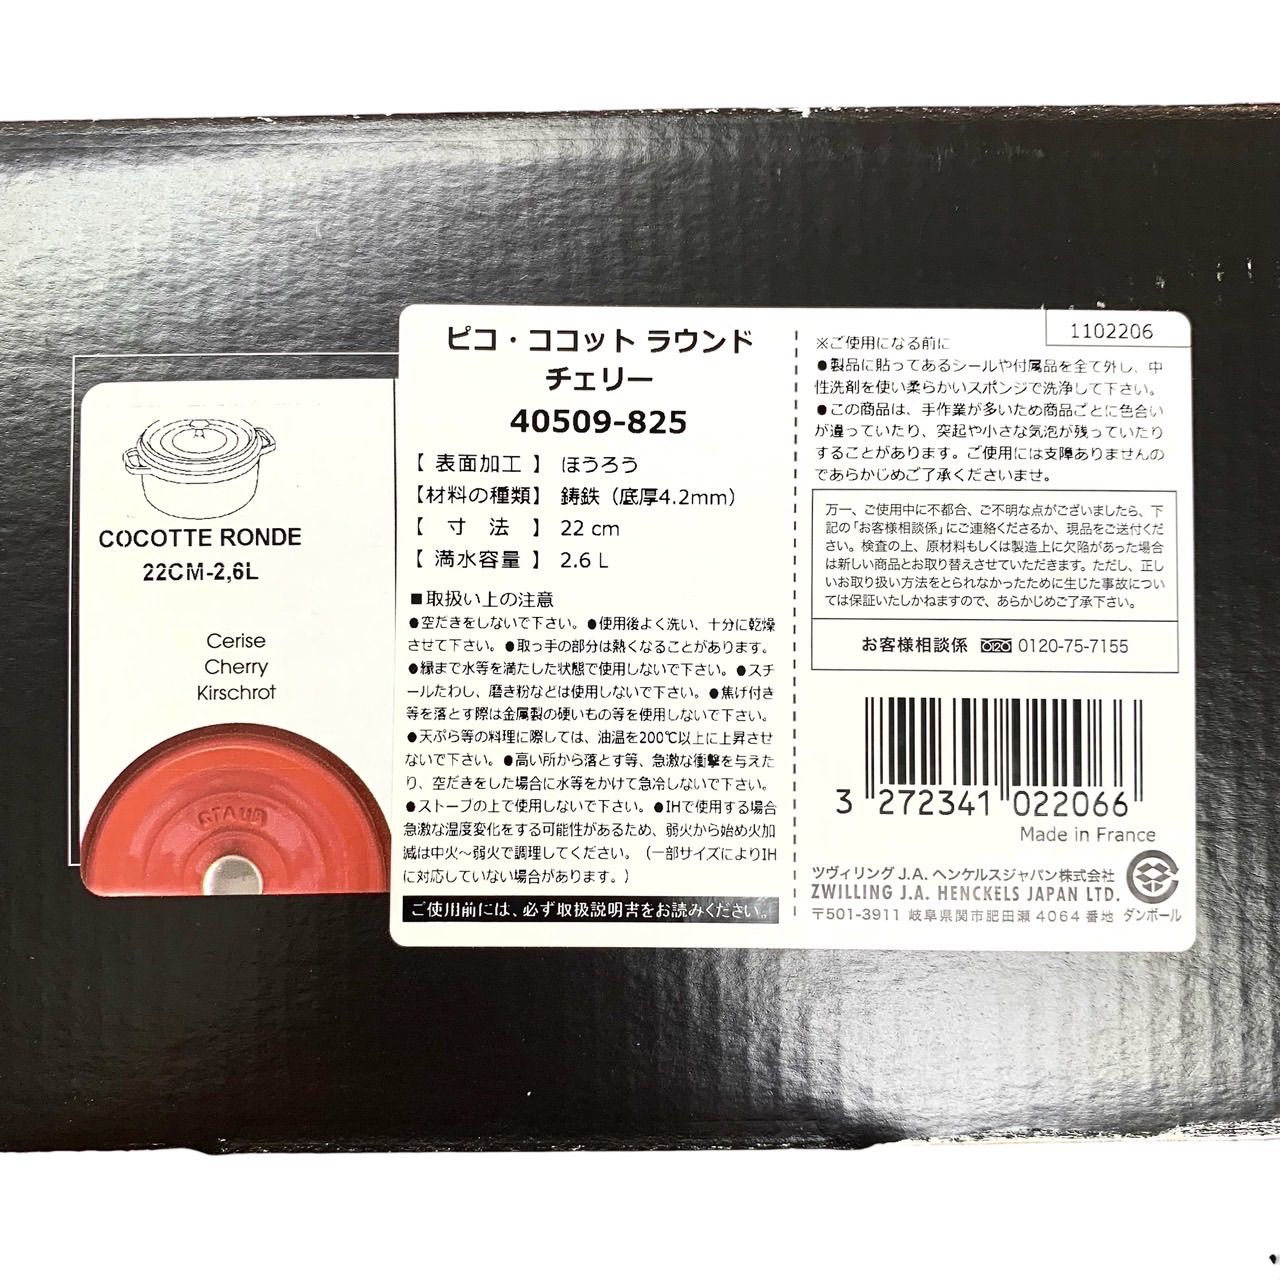 COCOTTE RONDE
22CM-2,6L
Cerise
Cherry
Kirschrot
STAUB
ピコ・ココット ラウンド
チェリー
40509-825
【 表面加工 】 ほうろう
【材料の種類】 鋳鉄（底厚4.2mm）
【 寸 法 】 22 cm
【 満水容量 】 2.6 L
■取扱い上の注意
●空だきをしないで下さい。●使用後よく洗い、十分に乾燥
させて下さい。●取っ手の部分は熱くなることがあります。
●縁まで水等を満たした状態で使用しないで下さい。●スチ
ールたわし、磨き粉などは使用しないで下さい。●焦げ付き
等を落とす際は金属製の硬いもの等を使用しないで下さい。
●天ぷら等の料理に際しては、油温を200℃以上に上昇させ
ないで下さい。●高い所から落とす等、急激な衝撃を与えた
り、空だきをした場合に水等をかけて急冷しないで下さい。
●ストーブの上で使用しないで下さい。●IHで使用する場合
急激な温度変化をする可能性があるため、弱火から始め火加
減は中火～弱火で調理してください。（一部サイズによりIH
に対応していない場合があります。）
ご使用前には、必ず取扱説明書をお読みください。
1102206
※ご使用になる前に
●製品に貼ってあるシールや付属品を全て外し、中
性洗剤を使い柔らかいスポンジで洗浄して下さい。
●この商品は、手作業が多いため商品ごとに色合い
が違っていたり、突起や小さな気泡が残っていたり
することがあります。ご使用には支障ありませんの
であらかじめご了承くださいませ。
万一、ご使用中に不都合、ご不明な点がございましたら、下
記の「お客様相談係」にご連絡くださるか、現品をご送付くだ
さい。検査の上、原材料もしくは製造上に欠陥があった場合
は新しい商品とお取り替えさせていただきます。ただし、正し
いお取り扱い方法をとられなかったために生じた事故につい
ては保証いたしかねますので、あらかじめご了承下さい。
お客様相談係 0120-75-7155
3 272341 022066
Made in France
ツヴィリング J.A. ヘンケルスジャパン株式会社
ZWILLING J.A. HENCKELS JAPAN LTD.
〒501-3911 岐阜県関市肥田瀬 4064 番地 ダンボール